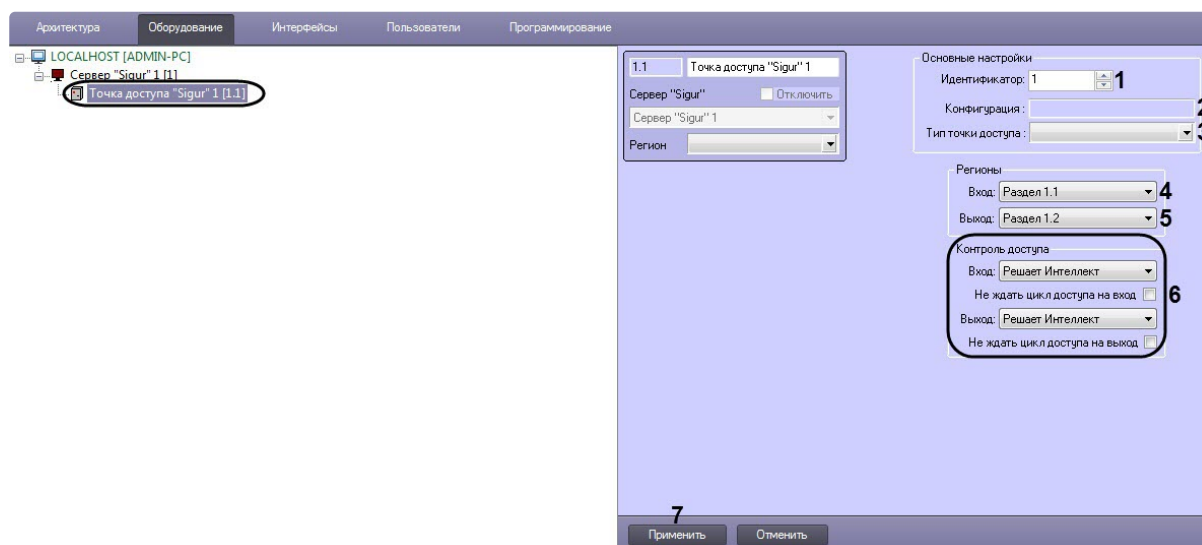 Архитектура Оборудование Интерфейсы Пользователи Программирование
LOCALHOST [ADMIN-PC]
Сервер "Sigur" 1 [1]
Точка доступа "Sigur" 1 [1.1]
1.1 Точка доступа "Sigur" 1
Сервер "Sigur" Отключить
Сервер "Sigur" 1
Регион
Основные настройки
Идентификатор: 1 1
Конфигурация : 2
Тип точки доступа : 3
Регионы
Вход: Раздел 1.1 4
Выход: Раздел 1.2 5
Контроль доступа
Вход: Решает Интеллект
Не ждать цикл доступа на вход 6
Выход: Решает Интеллект
Не ждать цикл доступа на выход
7
Применить Отменить